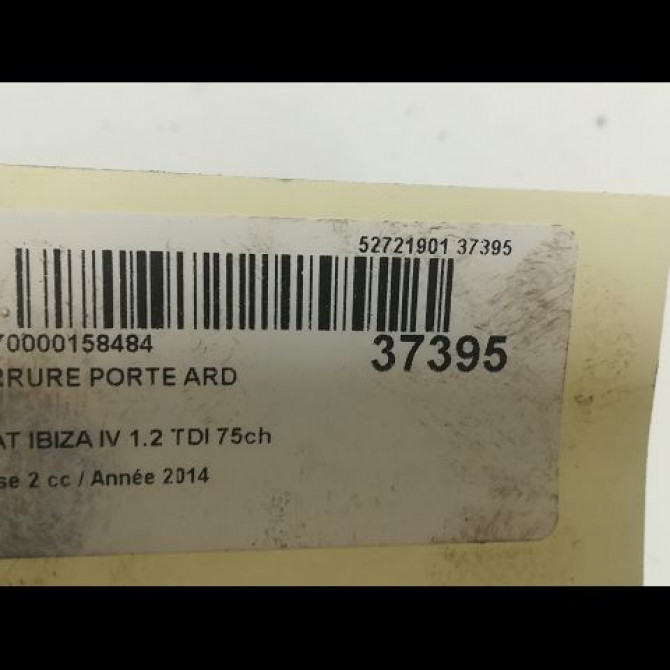 52721901 37395
70000158484
37395
RRURE PORTE ARD
AT IBIZA IV 1.2 TDI 75ch
se 2 cc / Année 2014